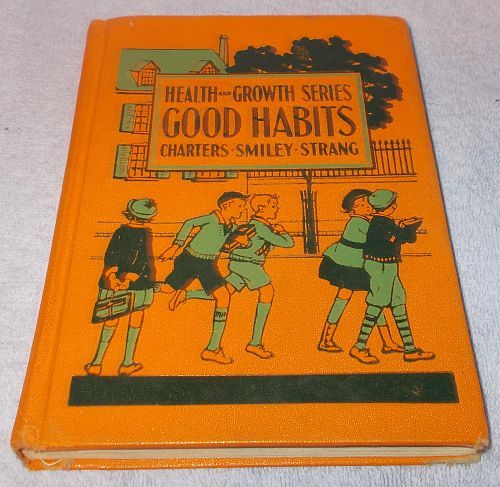 HEALTH AND GROWTH SERIES
GOOD HABITS
CHARTERS · SMILEY · STRANG